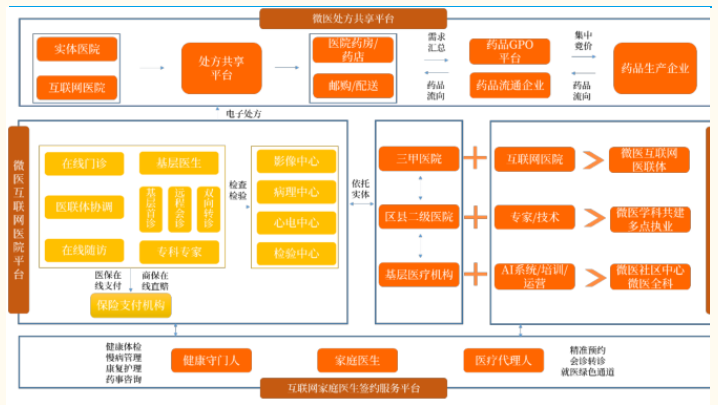 微医处方共享平台
实体医院
互联网医院
处方共享
平台
医院药房/
药店
邮购/配送
需求
汇总
药品
流向
药品GPO
平台
药品流通企业
集中
竞价
药品
流向
药品生产企业
电子处方
微医互联网医院平台
在线门诊
基层医生
医联体协调
基层首诊
远程会诊
双向转诊
在线随访
专科专家
检查
检验
影像中心
病理中心
心电中心
检验中心
医保在
线支付
商保在
线直赔
保险支付机构
依托
实体
三甲医院
互联网医院
微医互联网
医联体
区县二级医院
专家/技术
微医学科共建
多点执业
基层医疗机构
AI系统/培训/
运营
微医社区中心
微医全科
健康体检
慢病管理
康复护理
药事咨询
健康守门人
家庭医生
医疗代理人
精准预约
会诊转诊
就医绿色通道
互联网家庭医生签约服务平台